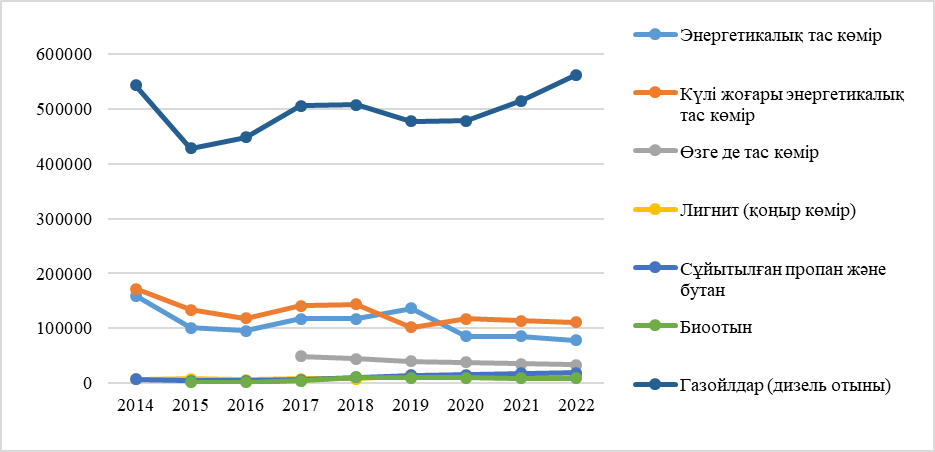 600000
500000
400000
300000
200000
100000
0
2014 2015 2016 2017 2018 2019 2020 2021 2022
Энергетикалық тас көмір
Күлі жоғары энергетикалық
тас көмір
Өзге де тас көмір
Лигнит (қоңыр көмір)
Сұйытылған пропан және
бутан
Биоотын
Газойлдар (дизель отыны)